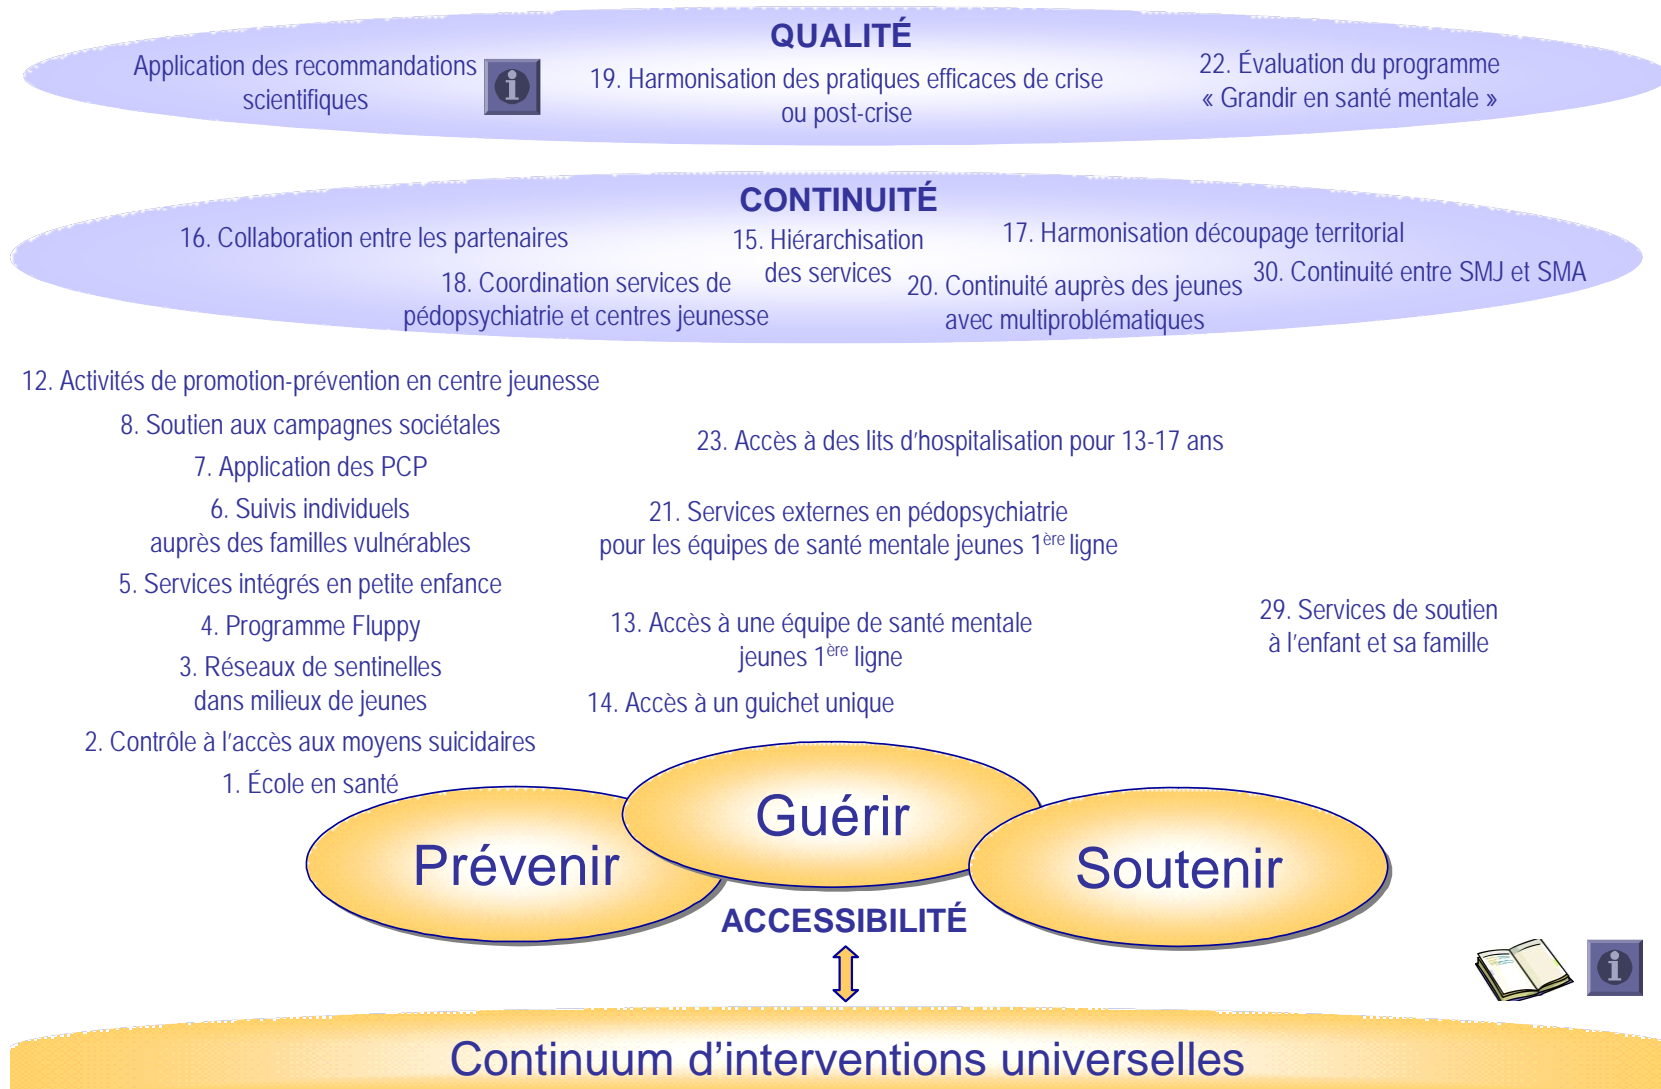 QUALITÉ
Application des recommandations
scientifiques
19. Harmonisation des pratiques efficaces de crise
ou post-crise
22. Évaluation du programme
« Grandir en santé mentale »
CONTINUITÉ
16. Collaboration entre les partenaires
15. Hiérarchisation
des services
17. Harmonisation découpage territorial
18. Coordination services de
pédopsychiatrie et centres jeunesse
20. Continuité auprès des jeunes
avec multiproblématiques
30. Continuité entre SMJ et SMA
12. Activités de promotion-prévention en centre jeunesse
8. Soutien aux campagnes sociétales
7. Application des PCP
6. Suivis individuels
auprès des familles vulnérables
5. Services intégrés en petite enfance
4. Programme Fluppy
3. Réseaux de sentinelles
dans milieux de jeunes
2. Contrôle à l'accès aux moyens suicidaires
1. École en santé
23. Accès à des lits d'hospitalisation pour 13-17 ans
21. Services externes en pédopsychiatrie
pour les équipes de santé mentale jeunes 1ère ligne
13. Accès à une équipe de santé mentale
jeunes 1ère ligne
14. Accès à un guichet unique
29. Services de soutien
à l'enfant et sa famille
Prévenir
Guérir
Soutenir
ACCESSIBILITÉ
Continuum d'interventions universelles